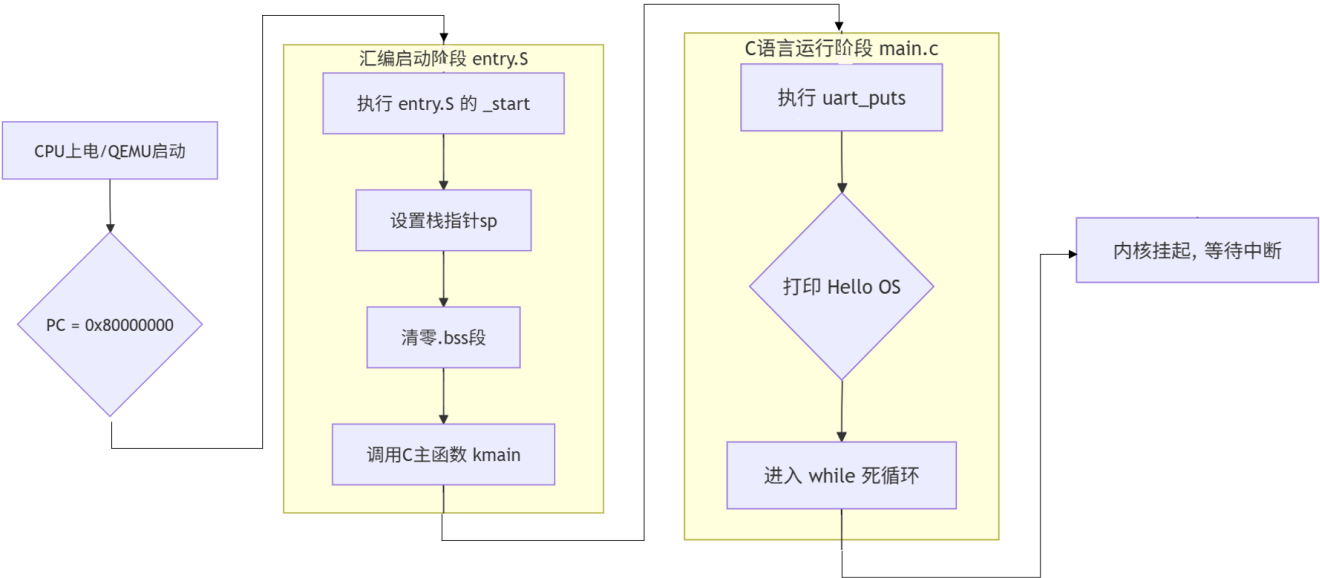 CPU上电/QEMU启动
PC = 0x80000000
汇编启动阶段 entry.S
执行 entry.S 的 _start
设置栈指针sp
清零.bss段
调用C主函数 kmain
C语言运行阶段 main.c
执行 uart_puts
打印 Hello OS
进入 while 死循环
内核挂起, 等待中断